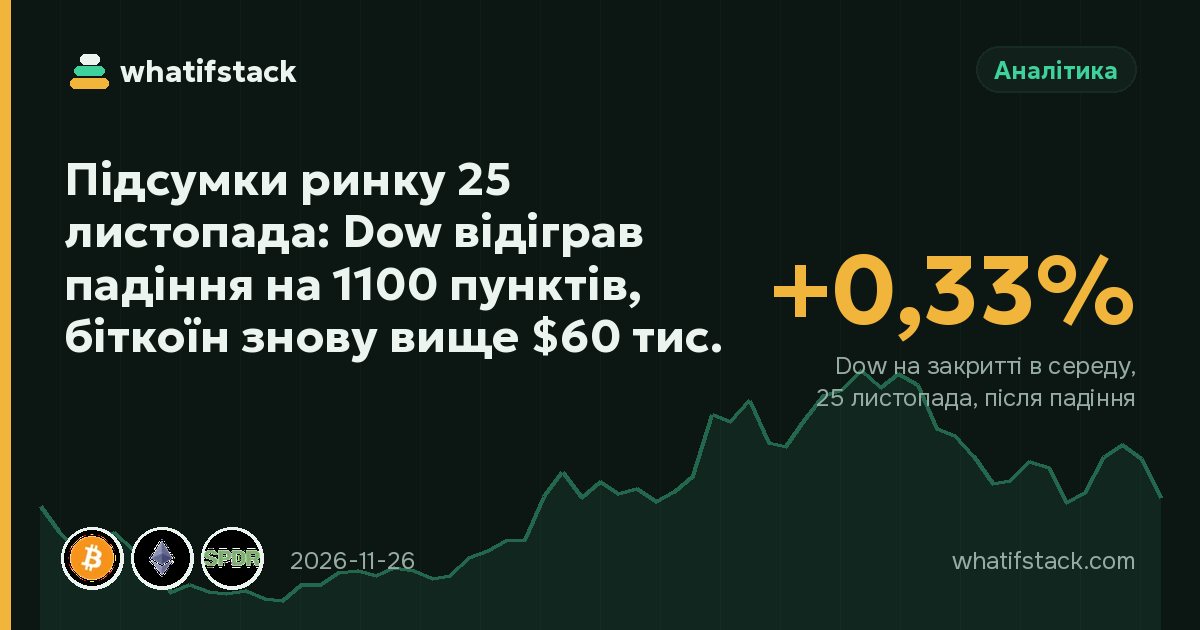 whatifstack
Аналітика
Підсумки ринку 25
листопада: Dow відіграв
падіння на 1100 пунктів,
біткоїн знову вище $60 тис.
+0,33%
Dow на закритті в середу,
25 листопада, після падіння
SPDR
2026-11-26
whatifstack.com